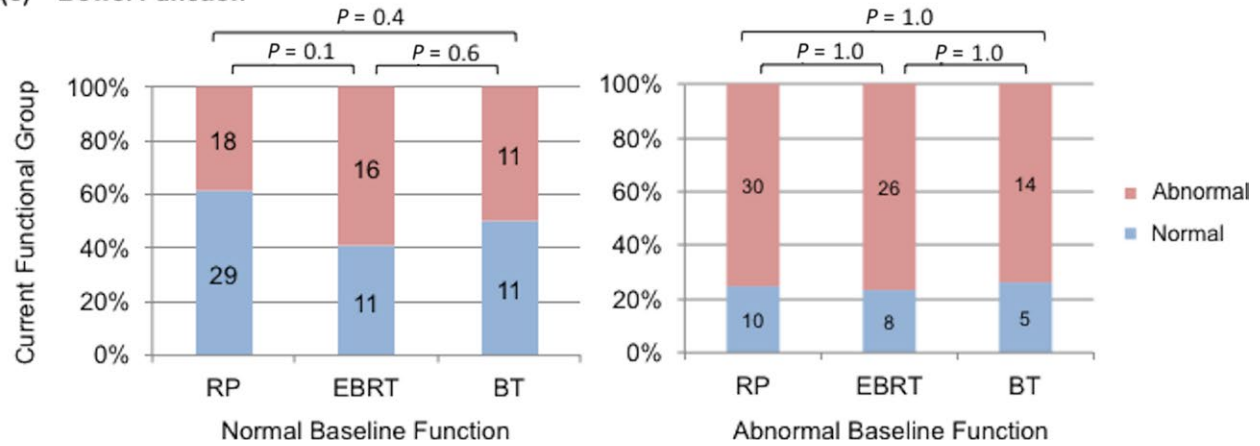 P = 0.4
P = 0.1
P = 0.6
P = 1.0
P = 1.0
P = 1.0
Current Functional Group
100%
80%
60%
40%
20%
0%
18
16
11
29
11
11
RP
EBRT
BT
Normal Baseline Function
100%
80%
60%
40%
20%
0%
30
26
14
10
8
5
RP
EBRT
BT
Abnormal Baseline Function
Abnormal
Normal